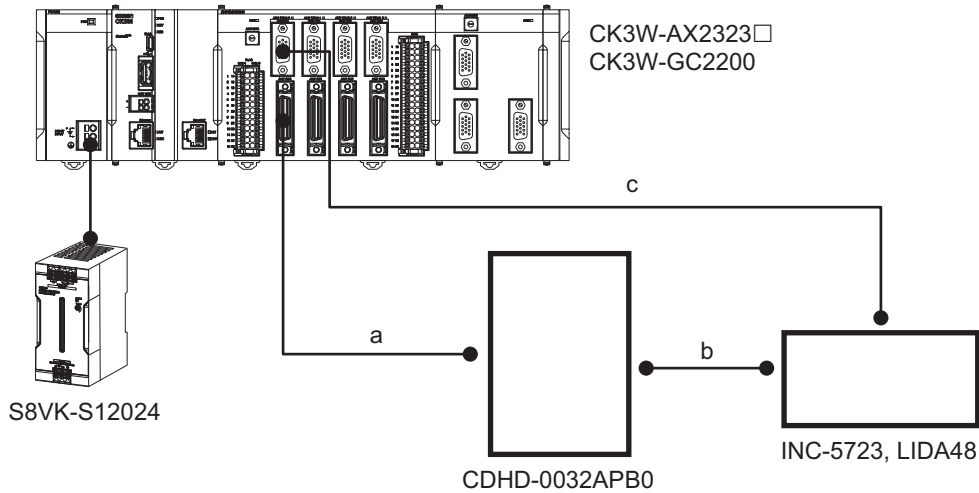 CK3W-AX2323□
CK3W-GC2200
c
a
b
S8VK-S12024
INC-5723, LIDA48
CDHD-0032APB0